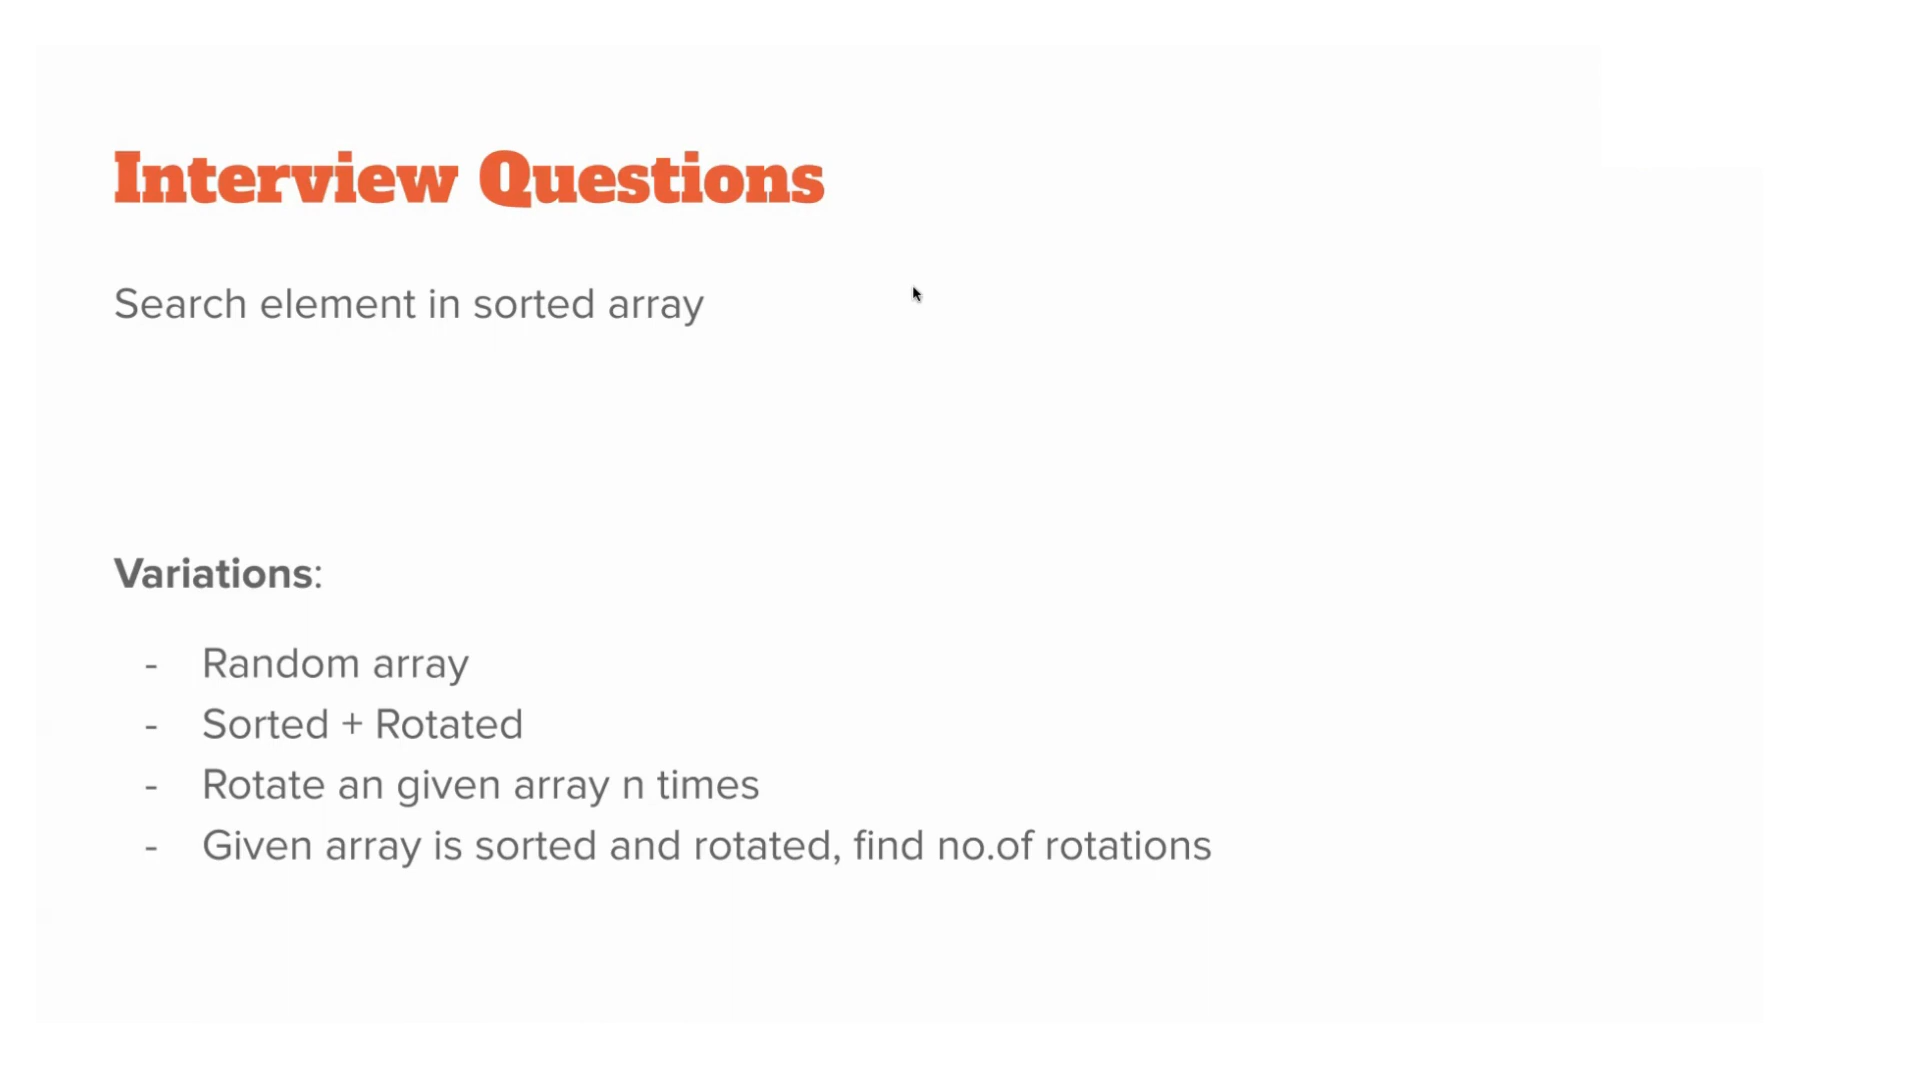 Interview Questions
Search element in sorted array
Variations:
- Random array
- Sorted + Rotated
- Rotate an given array n times
- Given array is sorted and rotated, find no.of rotations